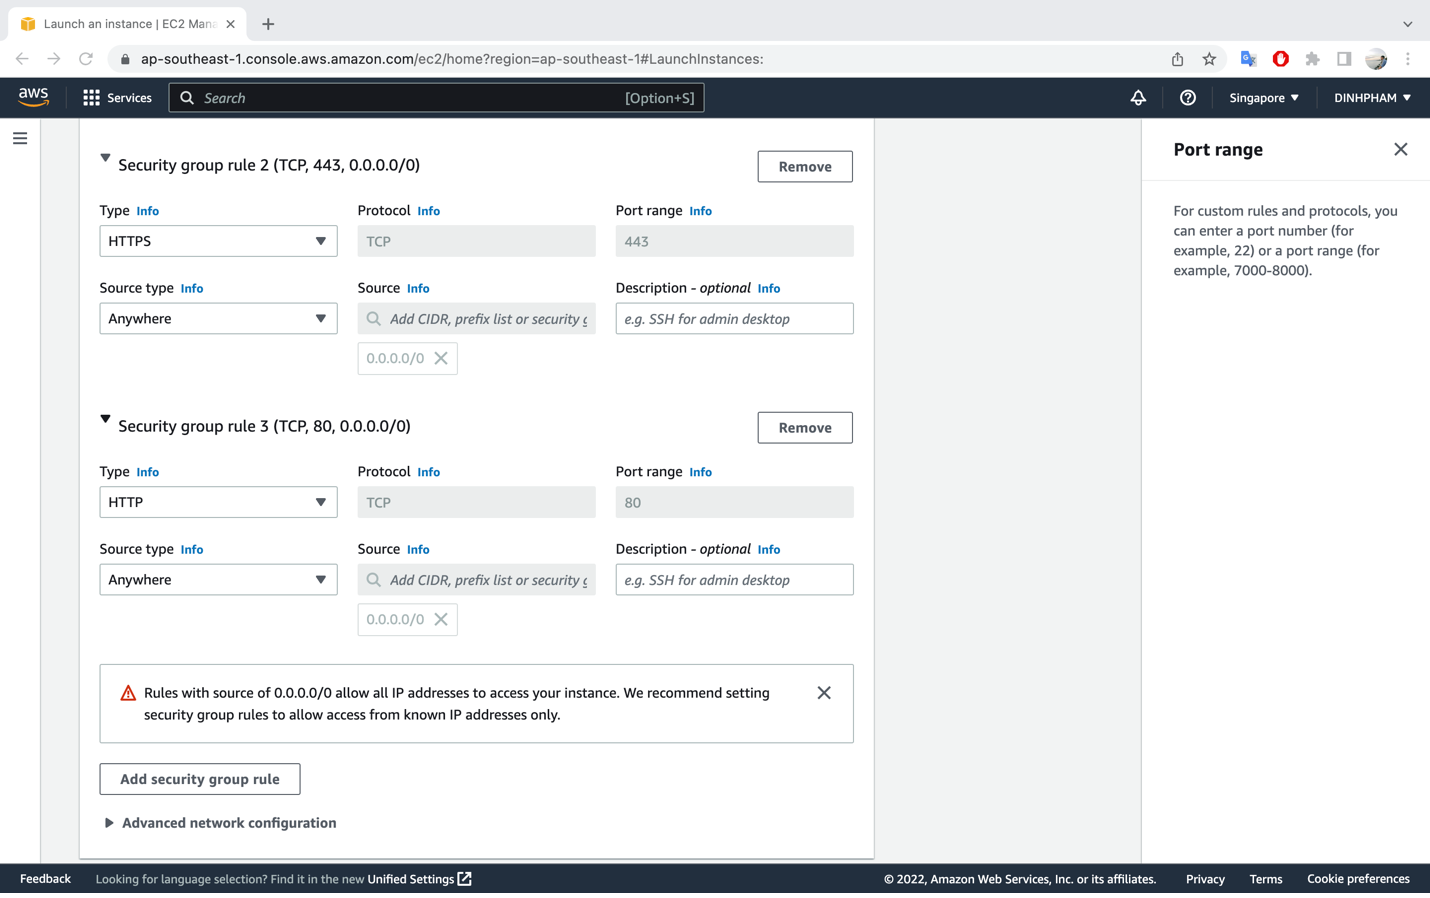 Launch an instance | EC2 Mana
ap-southeast-1.console.aws.amazon.com/ec2/home?region=ap-southeast-1#LaunchInstances:
aws
Services
Search
[Option+S]
Singapore
DINHPHAM
Security group rule 2 (TCP, 443, 0.0.0.0/0)
Remove
Type Info
Protocol Info
Port range Info
HTTPS
TCP
443
Source type Info
Source Info
Description - optional Info
Anywhere
Add CIDR, prefix list or security g
e.g. SSH for admin desktop
0.0.0.0/0
Security group rule 3 (TCP, 80, 0.0.0.0/0)
Remove
Type Info
Protocol Info
Port range Info
HTTP
TCP
80
Source type Info
Source Info
Description - optional Info
Anywhere
Add CIDR, prefix list or security g
e.g. SSH for admin desktop
0.0.0.0/0
Rules with source of 0.0.0.0/0 allow all IP addresses to access your instance. We recommend setting
security group rules to allow access from known IP addresses only.
Add security group rule
Advanced network configuration
Port range
For custom rules and protocols, you
can enter a port number (for
example, 22) or a port range (for
example, 7000-8000).
Feedback
Looking for language selection? Find it in the new Unified Settings
© 2022, Amazon Web Services, Inc. or its affiliates.
Privacy
Terms
Cookie preferences